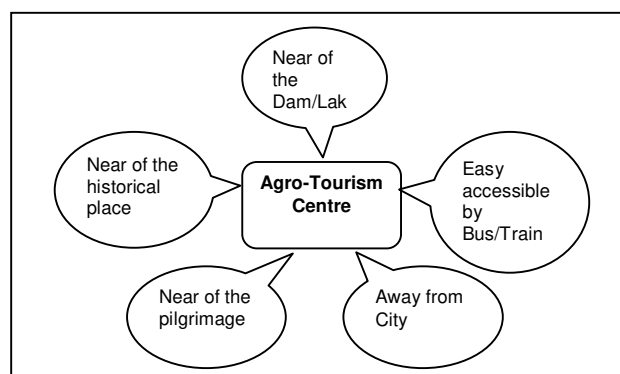 Near of
the
Dam/Lak
Near of the
historical
place
Agro-Tourism
Centre
Easy
accessible
by
Bus/Train
Near of the
pilgrimage
Away from
City